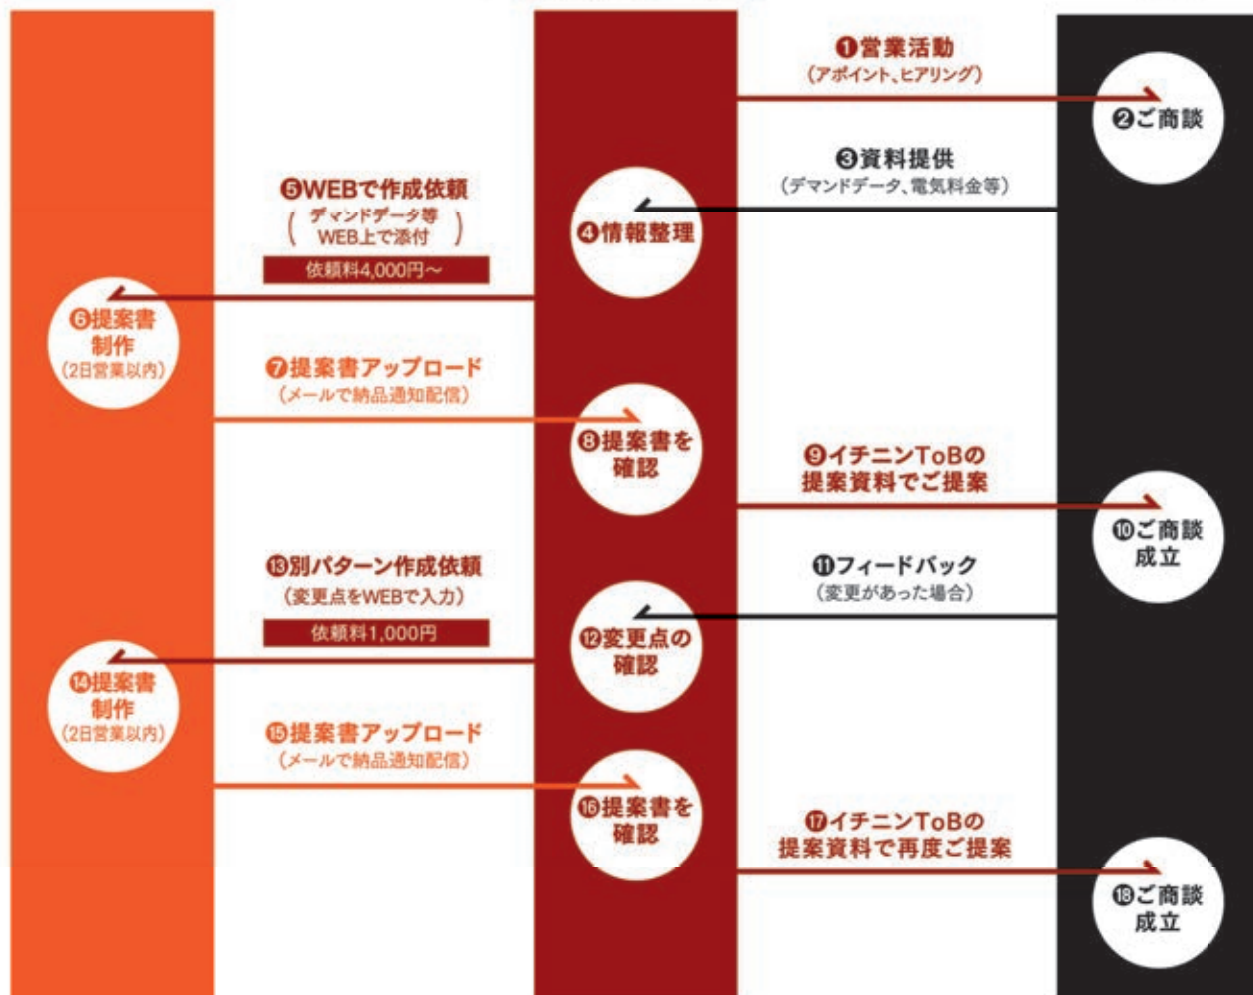 ❶営業活動
(アポイント、ヒアリング)
❷ご商談
❸資料提供
(デマンドデータ、電気料金等)
❹情報整理
❺WEBで作成依頼
(デマンドデータ等
WEB上で添付)
依頼料4,000円～
❻提案書
制作
(2日営業以内)
❼提案書アップロード
(メールで納品通知配信)
❽提案書を
確認
❾イチニンToBの
提案資料でご提案
❿ご商談
成立
⓫フィードバック
(変更があった場合)
⓬変更点の
確認
⓭別パターン作成依頼
(変更点をWEBで入力)
依頼料1,000円
⓮提案書
制作
(2日営業以内)
⓯提案書アップロード
(メールで納品通知配信)
⓰提案書を
確認
⓱イチニンToBの
提案資料で再度ご提案
⓲ご商談
成立